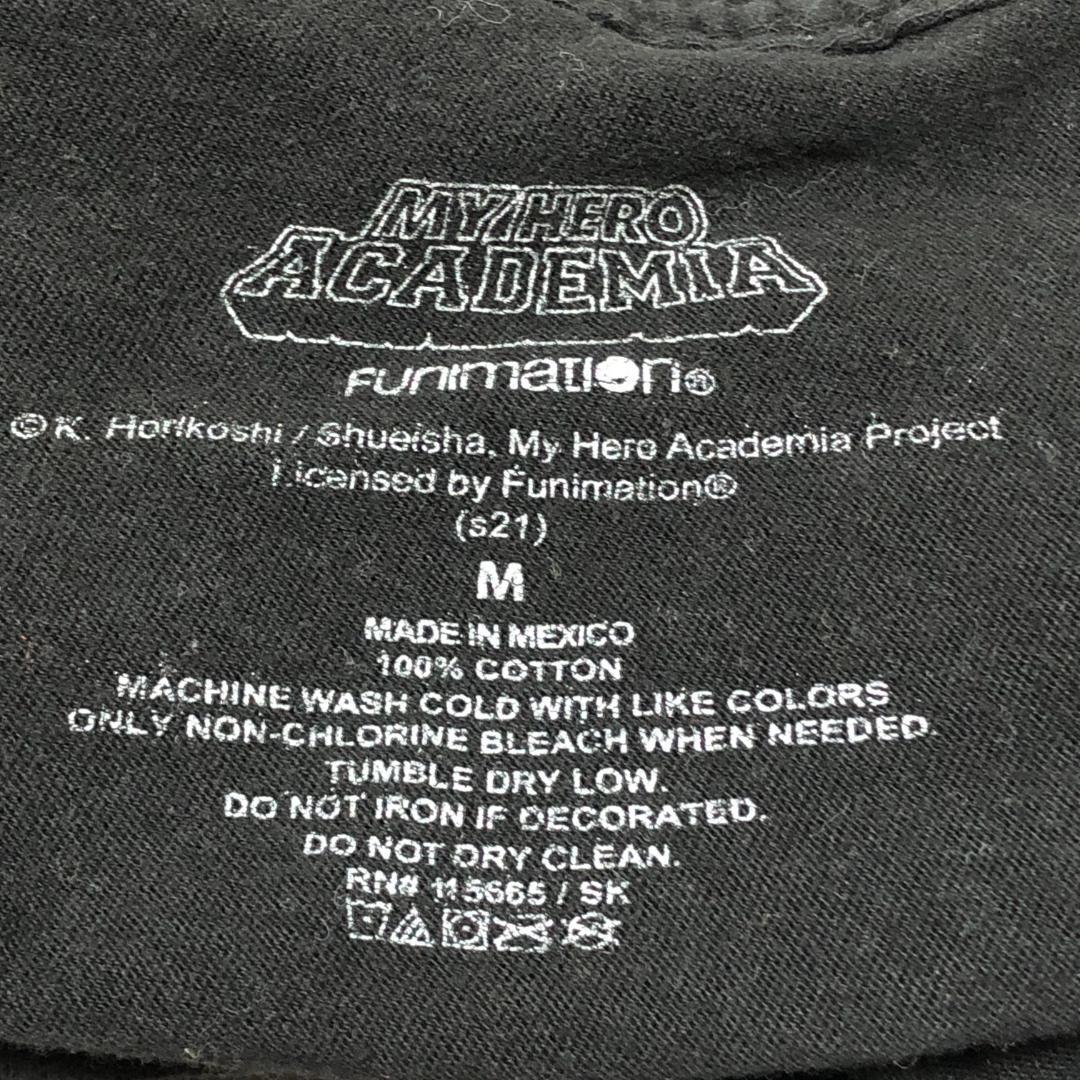 MY HERO
ACADEMIA
Funimation®
© K. Horikoshi / Shueisha, My Hero Academia Project
Licensed by Funimation®
(s21)
M
MADE IN MEXICO
100% COTTON
MACHINE WASH COLD WITH LIKE COLORS
ONLY NON-CHLORINE BLEACH WHEN NEEDED.
TUMBLE DRY LOW.
DO NOT IRON IF DECORATED.
DO NOT DRY CLEAN.
RN# 115665 / SK